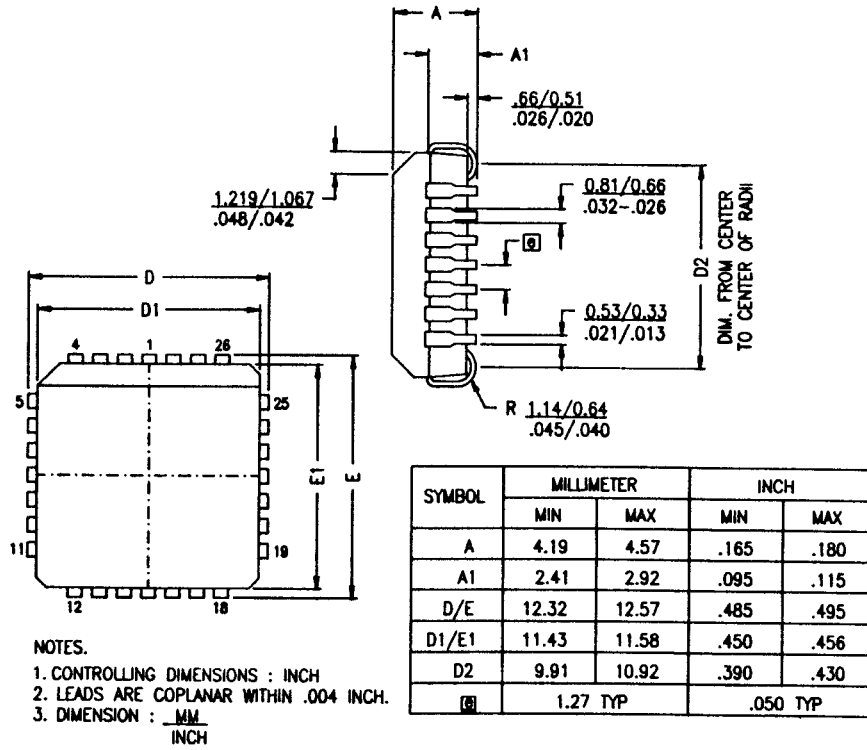 A
A1
.66/0.51
.026/.020
1.219/1.067
.048/.042
0.81/0.66
.032-.026
e
D2
DIM. FROM CENTER
TO CENTER OF RADII
0.53/0.33
.021/.013
R 1.14/0.64
.045/.040
D
D1
4 1 26
5 25
E1
E
11 19
12 18
SYMBOL MILLIMETER INCH
MIN MAX MIN MAX
A 4.19 4.57 .165 .180
A1 2.41 2.92 .095 .115
D/E 12.32 12.57 .485 .495
D1/E1 11.43 11.58 .450 .456
D2 9.91 10.92 .390 .430
e 1.27 TYP .050 TYP
NOTES.
1. CONTROLLING DIMENSIONS : INCH
2. LEADS ARE COPLANAR WITHIN .004 INCH.
3. DIMENSION : MM
INCH